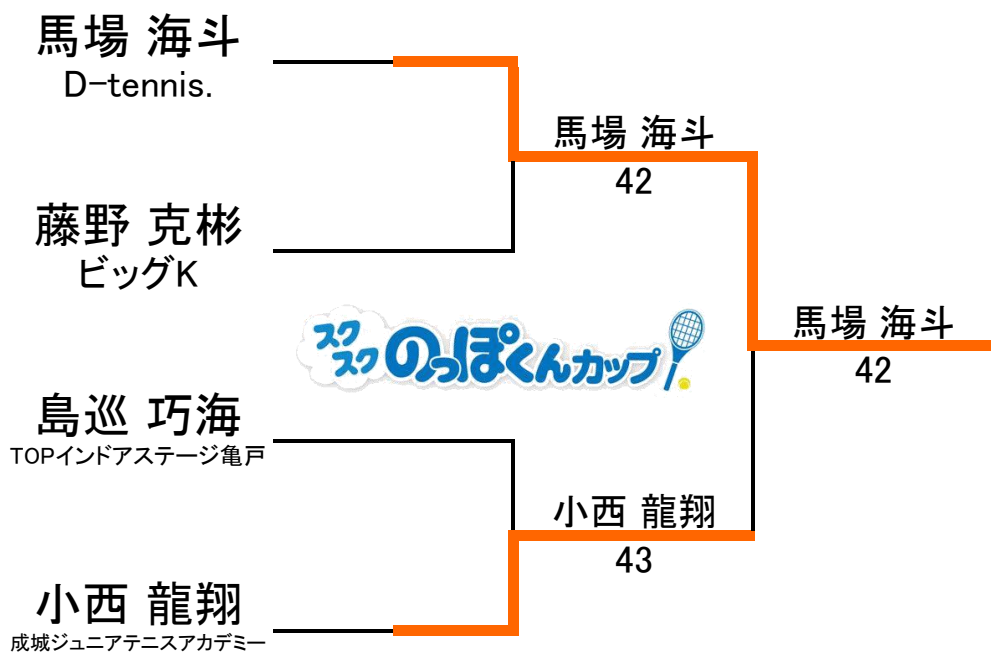 馬場 海斗
D-tennis.
馬場 海斗
42
藤野 克彬
ビッグK
スク
スク のっぽくんカップ
馬場 海斗
42
島巡 巧海
TOPインドアステージ亀戸
小西 龍翔
43
小西 龍翔
成城ジュニアテニスアカデミー